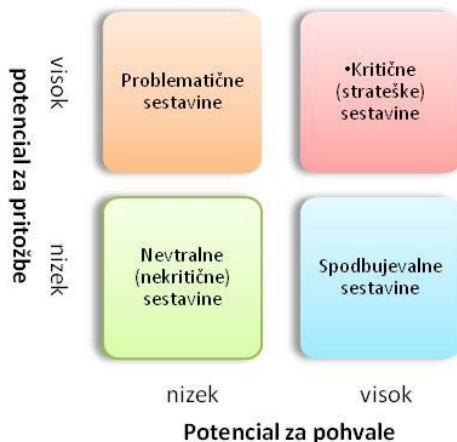 potencial za pritožbe
visok
nizek
Problematične
sestavine
•Kritične
(strateške)
sestavine
Nevtralne
(nekritične)
sestavine
Spodbujevalne
sestavine
nizek
visok
Potencial za pohvale